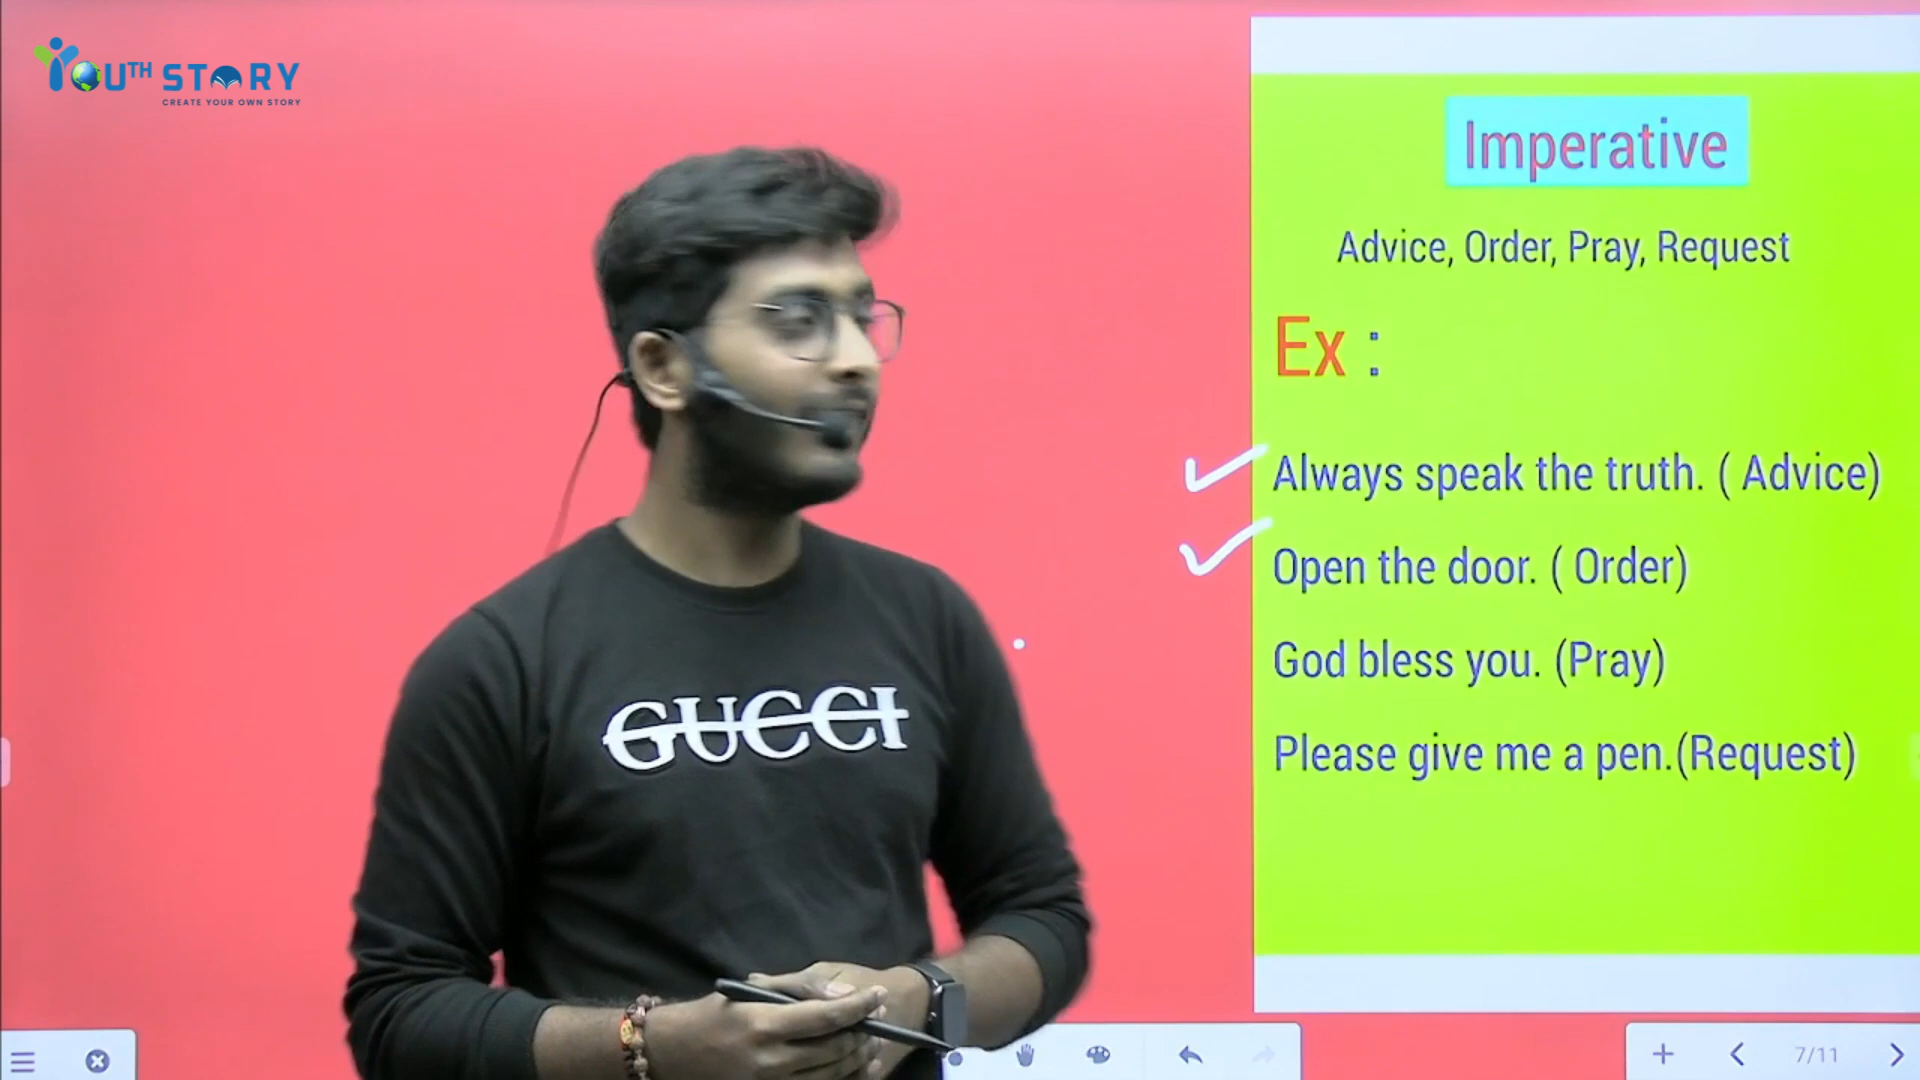 YOUTH STORY
CREATE YOUR OWN STORY
Imperative
Advice, Order, Pray, Request
Ex :
Always speak the truth. ( Advice)
Open the door. ( Order)
God bless you. (Pray)
Please give me a pen.(Request)
GUCCI
7/11